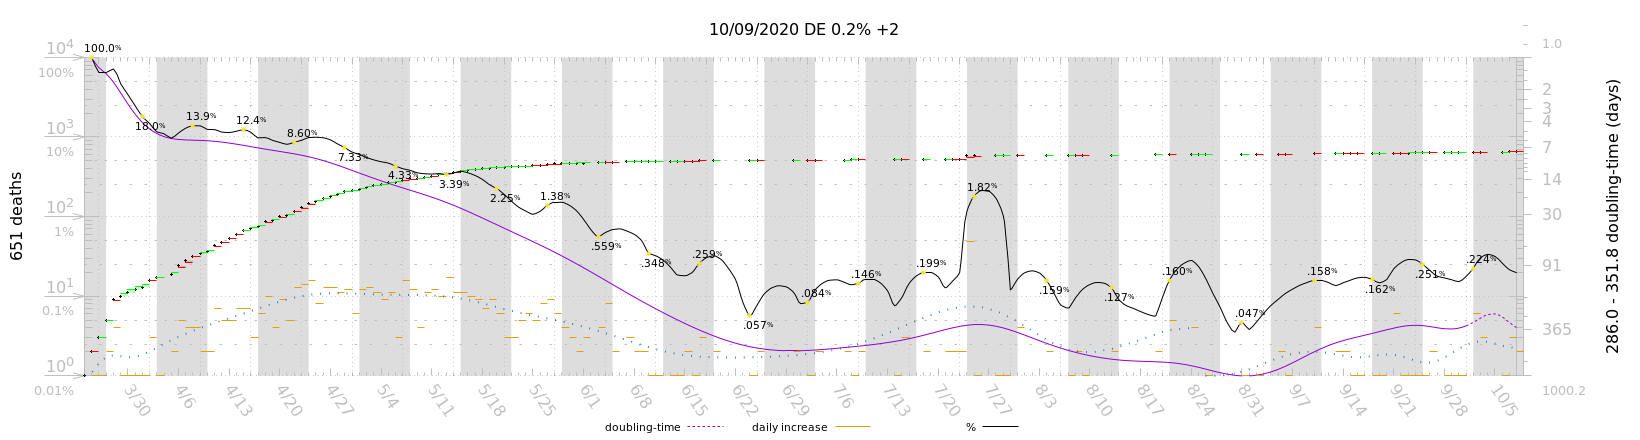 10/09/2020 DE 0.2% +2
10⁴ 100.0% 1.0
100%
2
3
10³ 18.0% 13.9% 12.4% 8.60% 4
10% 7.33% 7
4.33% 3.39% 1.82% 14
10² 2.25% 1.38% 30
1% .559%
.348% .259% .199% .146% .084% .057% .159% .127% .160% .047% .158% .162% .251% .224% 91
10¹
0.1%
365
10⁰
0.01% 1000.2
651 deaths
286.0 - 351.8 doubling-time (days)
3/30 4/6 4/13 4/20 4/27 5/4 5/11 5/18 5/25 6/1 6/8 6/15 6/22 6/29 7/6 7/13 7/20 7/27 8/3 8/10 8/17 8/24 8/31 9/7 9/14 9/21 9/28 10/5
doubling-time daily increase %